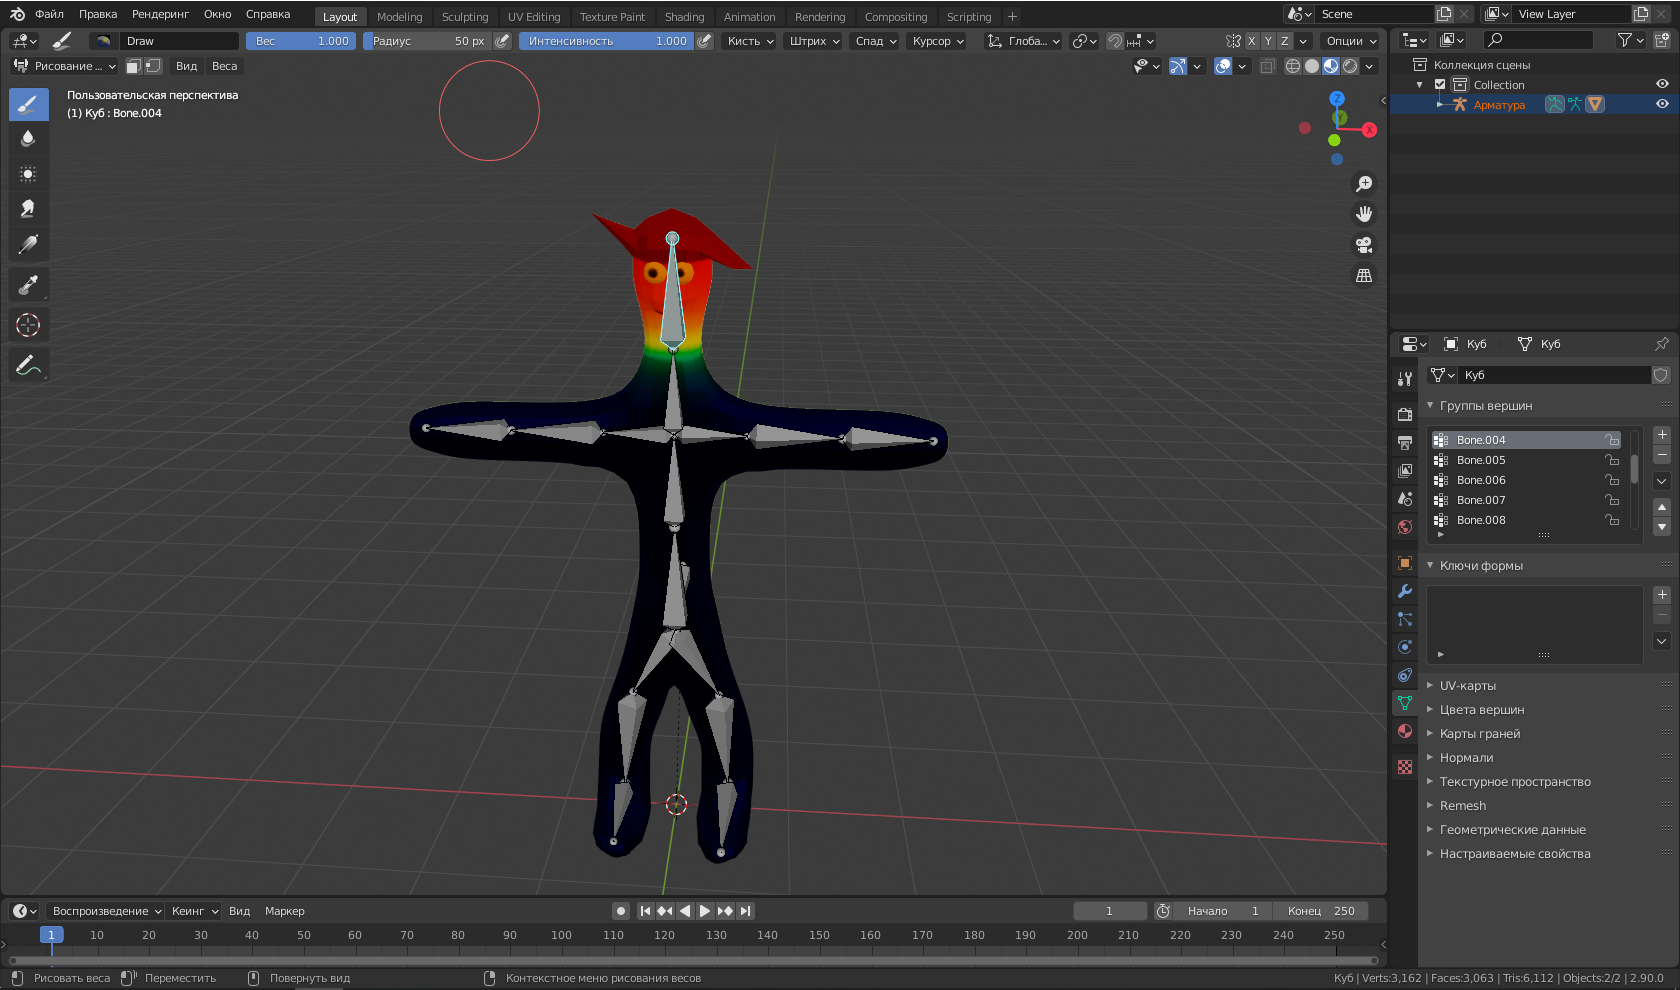 Файл Правка Рендеринг Окно Справка Layout Modeling Sculpting UV Editing Texture Paint Shading Animation Rendering Compositing Scripting + Scene View Layer
Draw Вес 1.000 Радиус 50 px Интенсивность 1.000 Кисть Штрих Спад Курсор Глоба... X Y Z Опции
Рисование ... Вид Веса
Коллекция сцены
Collection
Арматура
Пользовательская перспектива
(1) Куб : Bone.004
Z
Y
X
Куб Куб
Куб
Группы вершин
Bone.004
Bone.005
Bone.006
Bone.007
Bone.008
Ключи формы
UV-карты
Цвета вершин
Карты граней
Нормали
Текстурное пространство
Remesh
Геометрические данные
Настраиваемые свойства
Воспроизведение Кеинг Вид Маркер 1 Начало 1 Конец 250
1 10 20 30 40 50 60 70 80 90 100 110 120 130 140 150 160 170 180 190 200 210 220 230 240 250
Рисовать веса Переместить Повернуть вид Контекстное меню рисования весов Куб | Verts:3,162 | Faces:3,063 | Tris:6,112 | Objects:2/2 | 2.90.0